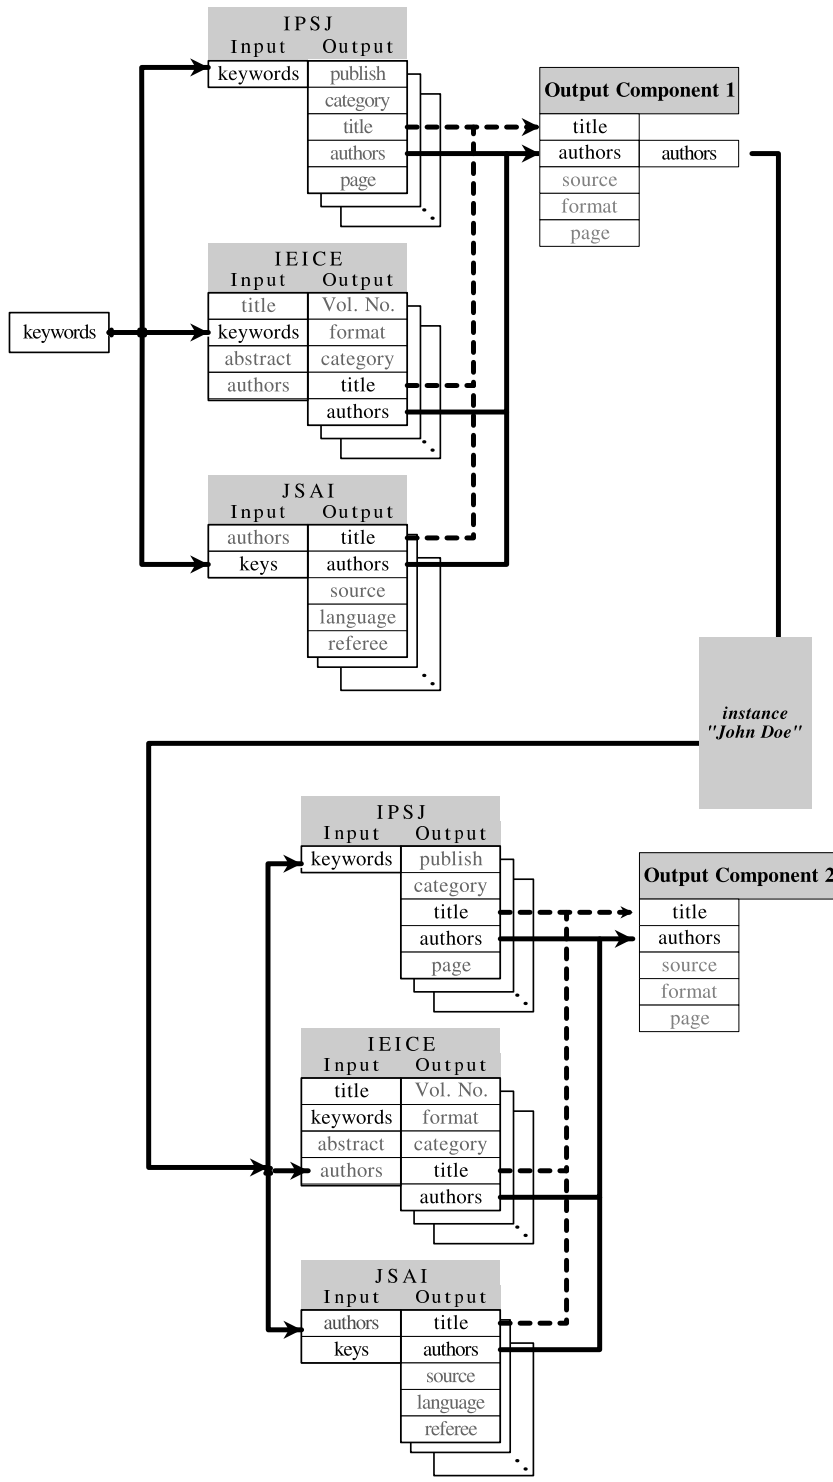 IPSJ
Input Output
keywords publish
category
title
authors
page
Output Component 1
title
authors authors
source
format
page
IEICE
Input Output
title Vol. No.
keywords format
abstract category
authors title
authors
keywords
JSAI
Input Output
authors title
keys authors
source
language
referee
instance
"John Doe"
IPSJ
Input Output
keywords publish
category
title
authors
page
Output Component 2
title
authors
source
format
page
IEICE
Input Output
title Vol. No.
keywords format
abstract category
authors title
authors
JSAI
Input Output
authors title
keys authors
source
language
referee